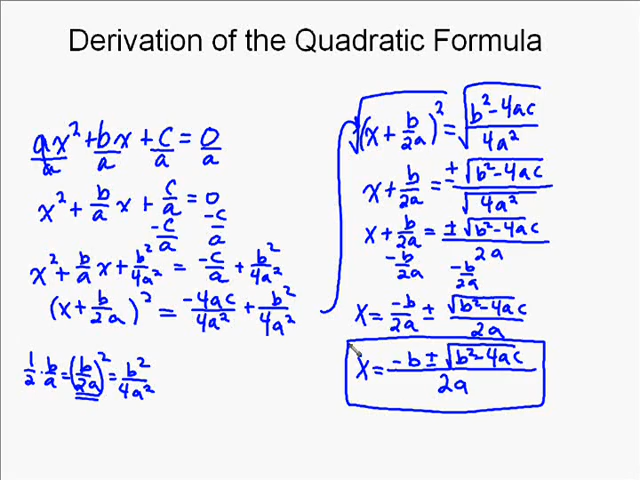 Derivation of the Quadratic Formula
ax²/a + bx/a + c/a = 0/a
x² + b/a x + c/a = 0
-c/a -c/a
x² + b/a x + b²/4a² = -c/a + b²/4a²
(x + b/2a)² = -4ac/4a² + b²/4a²
1/2 · b/a = (b/2a)² = b²/4a²
√(x + b/2a)² = √(b²-4ac/4a²)
x + b/2a = ±√(b²-4ac)/√(4a²)
x + b/2a = ±√(b²-4ac)/2a
-b/2a -b/2a
x = -b/2a ± √(b²-4ac)/2a
x = -b ± √(b²-4ac)/2a